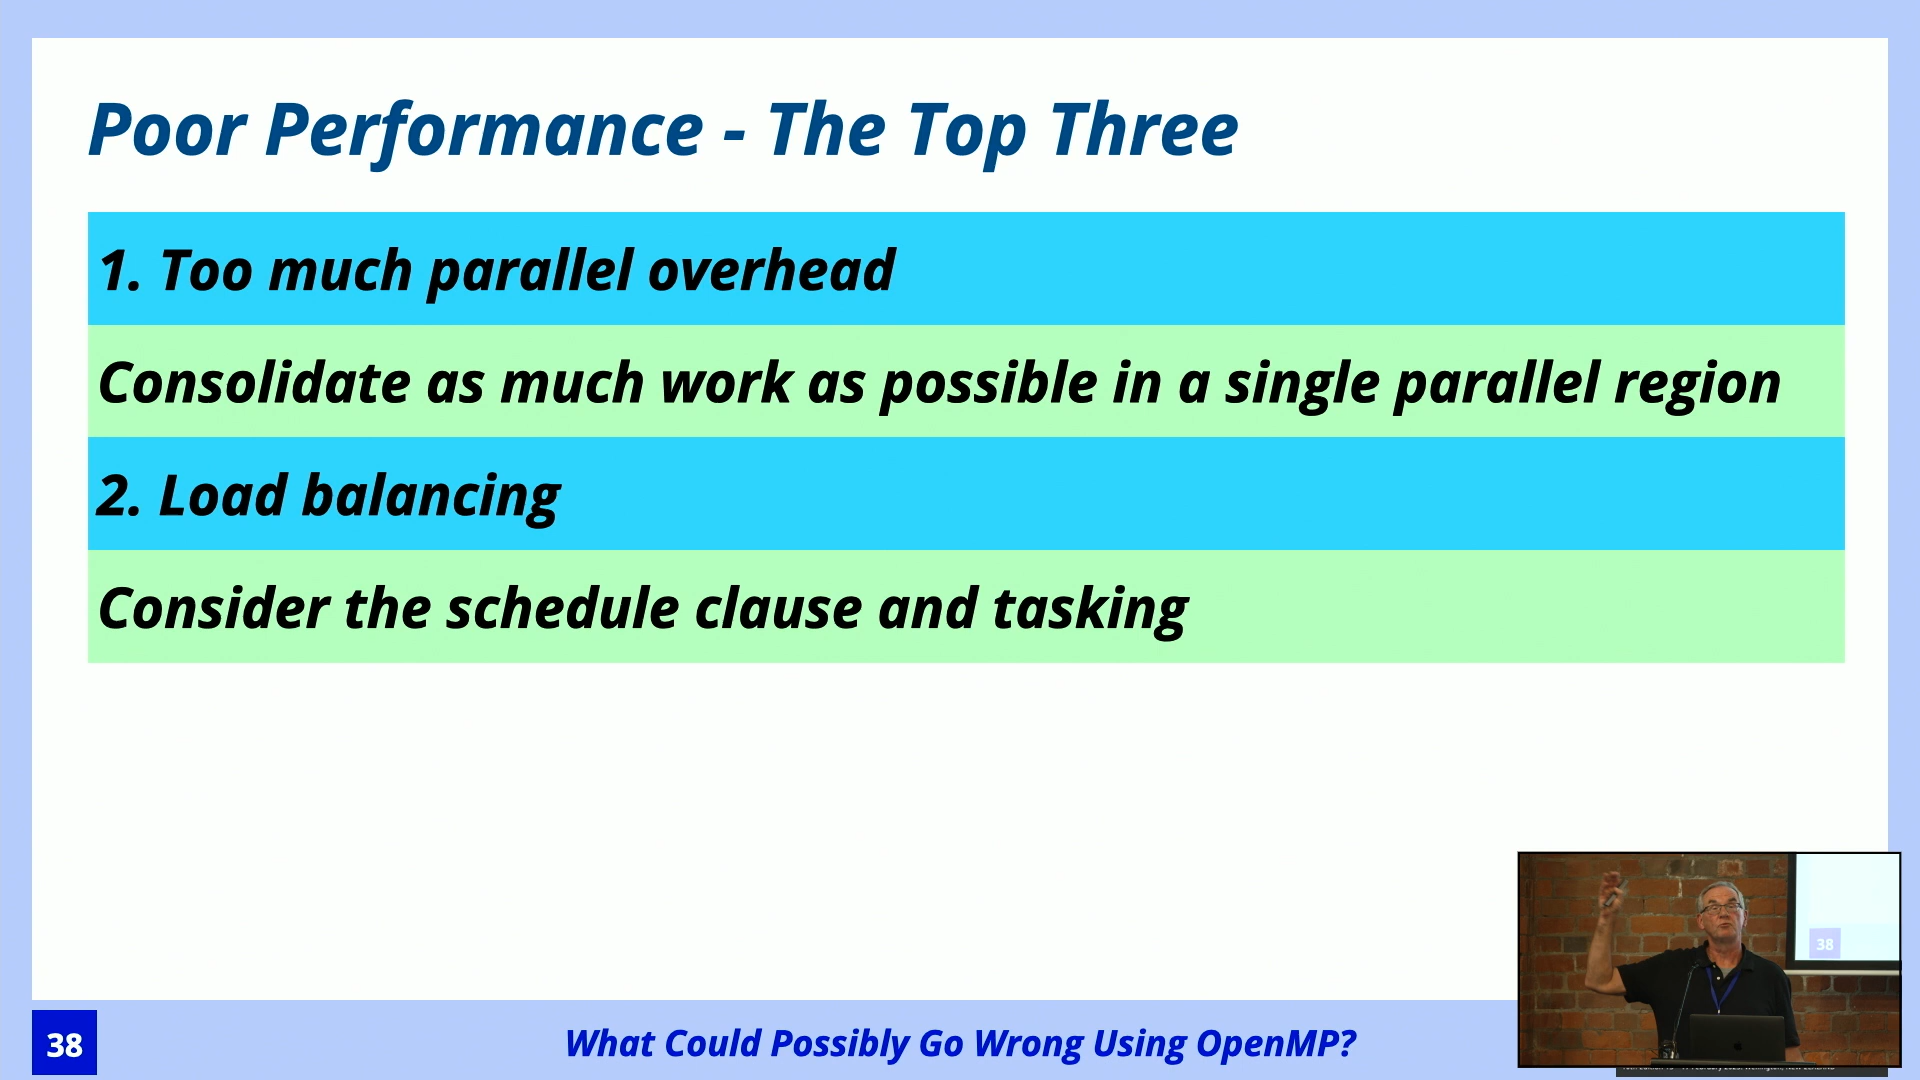 Poor Performance - The Top Three
1. Too much parallel overhead
Consolidate as much work as possible in a single parallel region
2. Load balancing
Consider the schedule clause and tasking
38
38
What Could Possibly Go Wrong Using OpenMP?